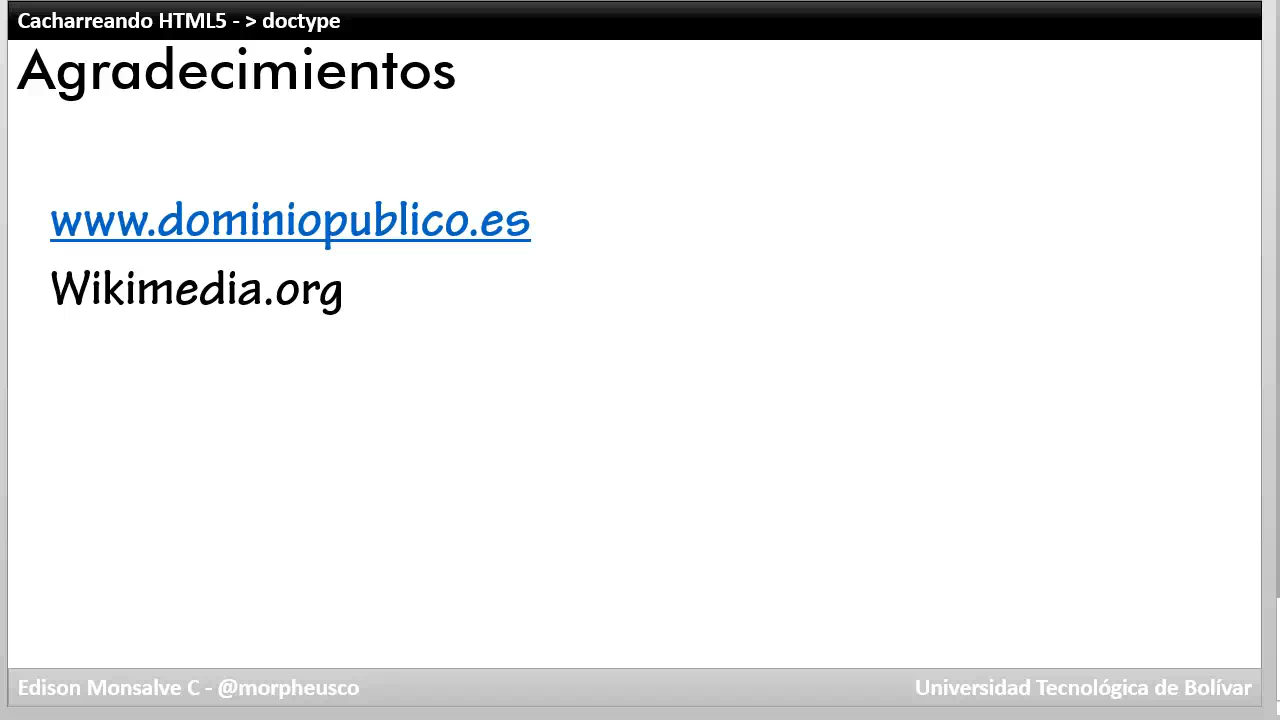 Cacharreando HTML5 - > doctype
Agradecimientos
www.dominiopublico.es
Wikimedia.org
Edison Monsalve C - @morpheusco
Universidad Tecnológica de Bolívar